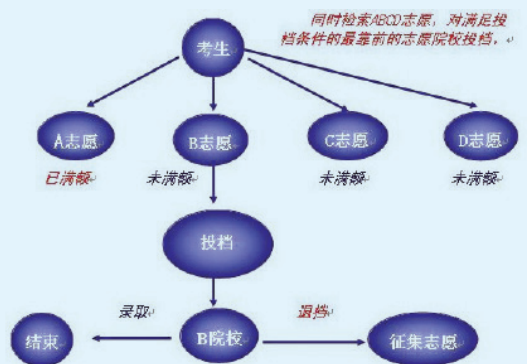 同时检索ABCD志愿，对满足投
档条件的最靠前的志愿院校投档。
考生
A志愿
B志愿
C志愿
D志愿
已满额
未满额
未满额
未满额
投档
录取
退挡
结束
B院校
征集志愿